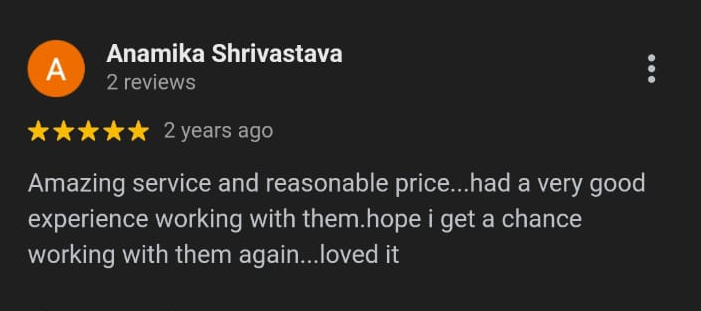 A
Anamika Shrivastava
2 reviews
2 years ago
Amazing service and reasonable price...had a very good
experience working with them.hope i get a chance
working with them again...loved it